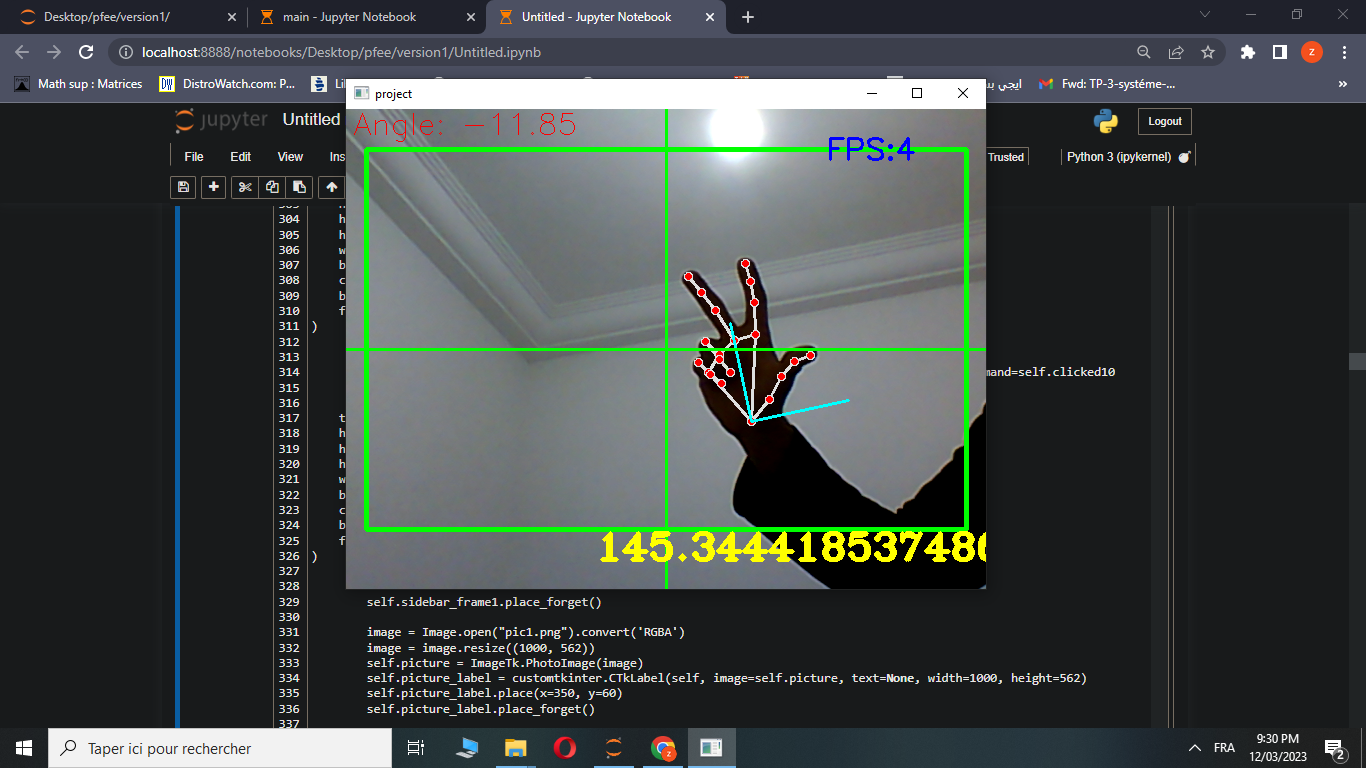 Desktop/pfee/version1/
main - Jupyter Notebook
Untitled - Jupyter Notebook
localhost:8888/notebooks/Desktop/pfee/version1/Untitled.ipynb
z
Math sup : Matrices
DW
DistroWatch.com: P...
Fwd: TP-3-systéme-...
»
project
jupyter
Untitled
Logout
File
Edit
View
Trusted
Python 3 (ipykernel)
Angle: -11.85
FPS:4
304 h
305 h
306 w
307 b
308 c
309 b
310 f
311 )
312
313
314 mand=self.clicked10
315
316
317 t
318 h
319 h
320 h
321 w
322 b
323 c
324 b
325 f
326 )
327
328
329 self.sidebar_frame1.place_forget()
330
331 image = Image.open("pic1.png").convert('RGBA')
332 image = image.resize((1000, 562))
333 self.picture = ImageTk.PhotoImage(image)
334 self.picture_label = customtkinter.CTkLabel(self, image=self.picture, text=None, width=1000, height=562)
335 self.picture_label.place(x=350, y=60)
336 self.picture_label.place_forget()
337
145.344418537486
Taper ici pour rechercher
z
FRA
9:30 PM
12/03/2023
2